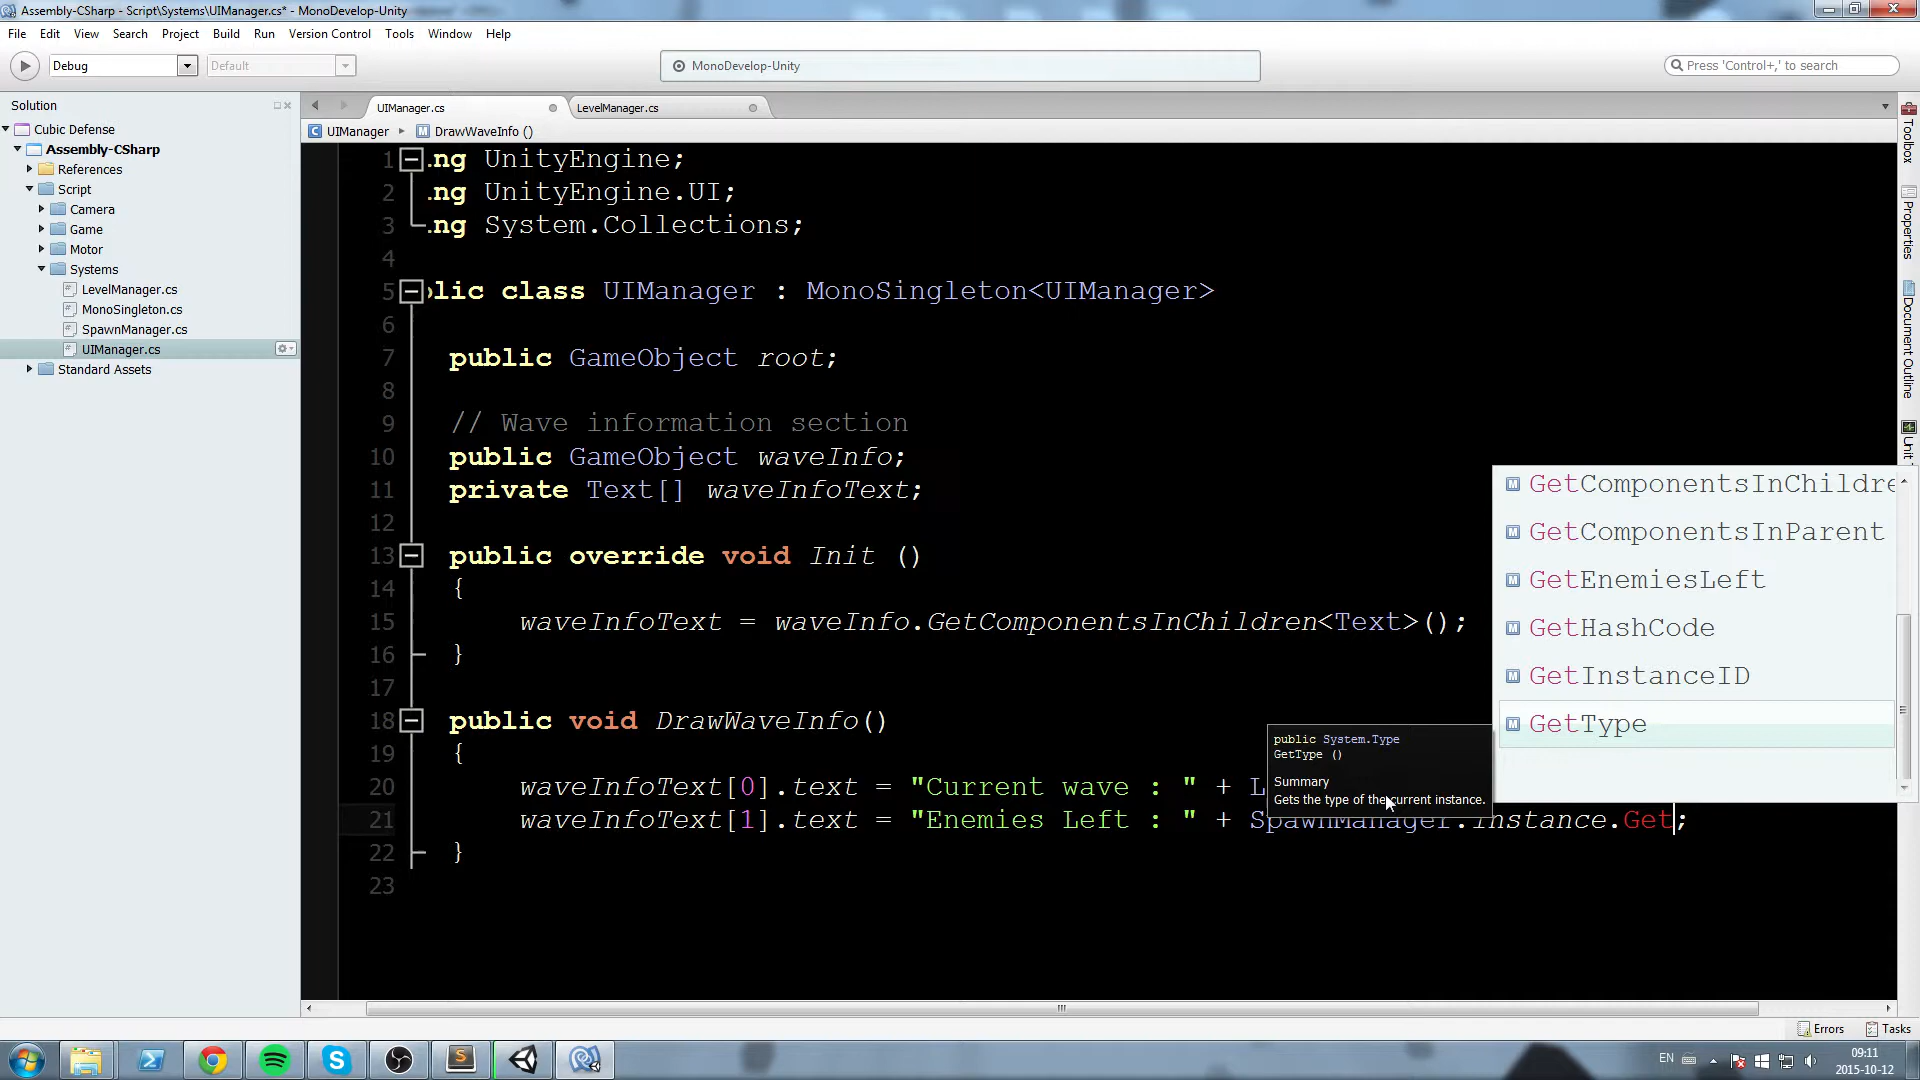 Assembly-CSharp - Script\Systems\UIManager.cs* - MonoDevelop-Unity
File Edit View Search Project Build Run Version Control Tools Window Help
Debug Default MonoDevelop-Unity Press 'Control+,' to search
Solution
Cubic Defense
Assembly-CSharp
References
Script
Camera
Game
Motor
Systems
LevelManager.cs
MonoSingleton.cs
SpawnManager.cs
UIManager.cs
Standard Assets
UIManager.cs LevelManager.cs
UIManager DrawWaveInfo ()
1 ng UnityEngine;
2 ng UnityEngine.UI;
3 ng System.Collections;
4
5 lic class UIManager : MonoSingleton<UIManager>
6
7 public GameObject root;
8
9 // Wave information section
10 public GameObject waveInfo;
11 private Text[] waveInfoText;
12
13 public override void Init ()
14 {
15 waveInfoText = waveInfo.GetComponentsInChildren<Text>();
16 }
17
18 public void DrawWaveInfo()
19 {
20 waveInfoText[0].text = "Current wave : " + L
21 waveInfoText[1].text = "Enemies Left : " + SpawnManager.Instance.Get;
22 }
23
GetComponentsInChildre
GetComponentsInParent
GetEnemiesLeft
GetHashCode
GetInstanceID
GetType
public System.Type
GetType ()
Summary
Gets the type of the current instance.
Toolbox
Properties
Document Outline
Unit
Errors Tasks
EN
09:11
2015-10-12